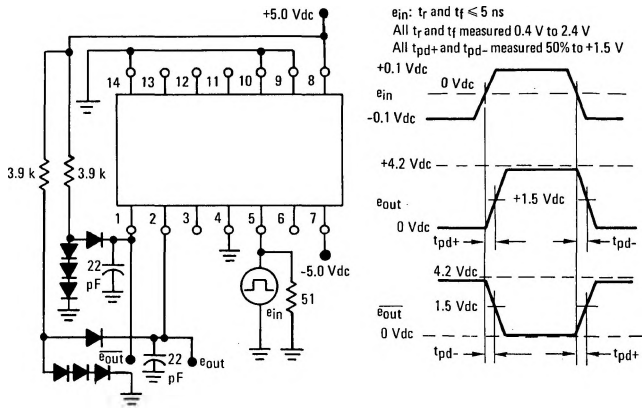 +5.0 Vdc
14 13 12 11 10 9 8
3.9 k
3.9 k
1 2 3 4 5 6 7
22
pF
-5.0 Vdc
51
e_in
e_out
22
pF
e_out
e_in: t_r and t_f ≤ 5 ns
All t_r and t_f measured 0.4 V to 2.4 V
All t_pd+ and t_pd- measured 50% to +1.5 V
+0.1 Vdc
0 Vdc
e_in
-0.1 Vdc
+4.2 Vdc
e_out
+1.5 Vdc
0 Vdc
t_pd+
t_pd-
4.2 Vdc
1.5 Vdc
e_out
0 Vdc
t_pd-
t_pd+